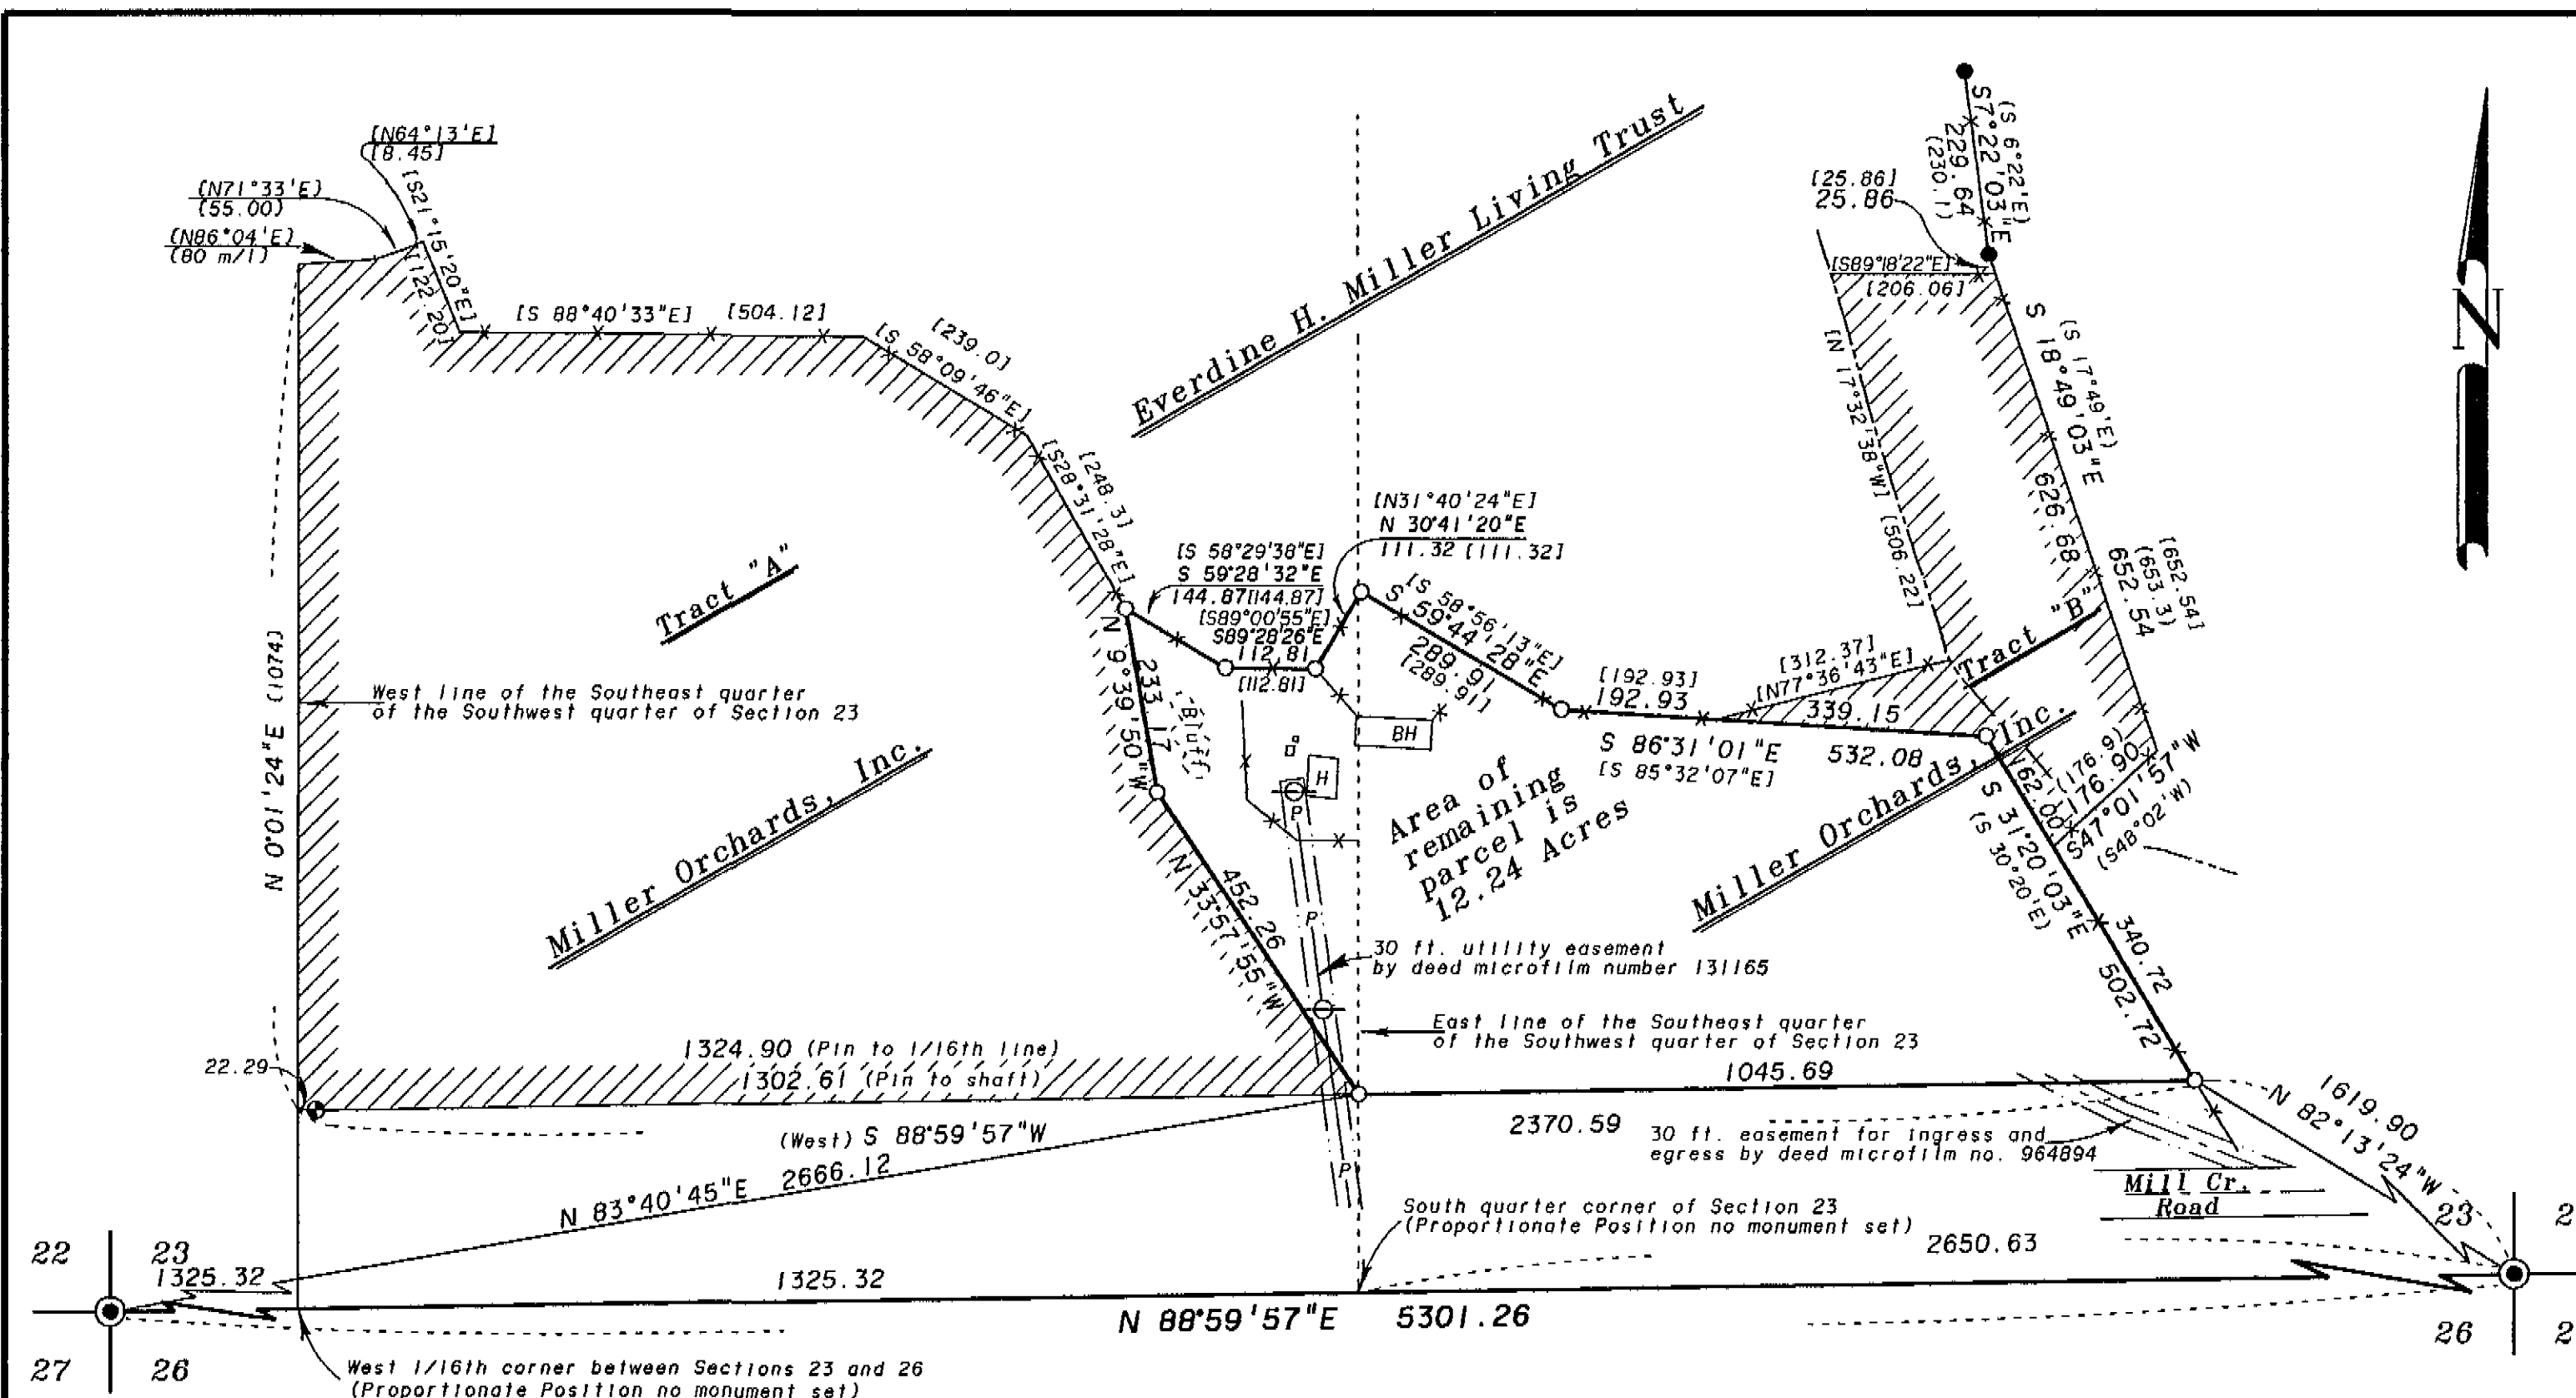 [N64°13'E]
[8.45]
(N71°33'E)
(55.00)
(N86°04'E)
(80 m/l)
[S21°15'20"E]
[122.20]
[S 88°40'33"E] [504.12]
[239.0]
[S 58°09'46"E]
[248.3]
[S28°31'28"E]
Everdine H. Miller Living Trust
(S 6°22'E)
S7°22'03"E
229.64
(230.1)
[25.86]
25.86
[S89°18'22"E]
[206.06]
(S 17°49'E)
S 18°49'03"E
626.68
[652.54]
(653.3)
652.54
[N 17°32'38"W] [506.22]
N
Tract "A"
[N31°40'24"E]
N 30°41'20"E
111.32 [111.32]
[S 58°29'38"E]
S 59°28'32"E
144.87[144.87]
[S89°00'55"E]
S89°28'26"E
112.81
[112.81]
[S 58°56'13"E]
S 59°44'28"E
289.91
[289.91]
[192.93]
192.93
[312.37]
[N77°36'43"E]
339.15
Tract "B"
S 86°31'01"E 532.08
[S 85°32'07"E]
N 9°39'50"W
233.17
(Bluff)
BH
H
P
West line of the Southeast quarter
of the Southwest quarter of Section 23
N 0°01'24"E (1074)
Miller Orchards, Inc.
Area of
remaining
parcel is
12.24 Acres
Miller Orchards, Inc.
62.00
(176.9)
176.90
S47°01'57"W
(S48°02'W)
S 31°20'03"E
(S 30°20'E)
340.72
502.72
452.26
N 33°57'55"W
P
30 ft. utility easement
by deed microfilm number 131165
East line of the Southeast quarter
of the Southwest quarter of Section 23
22.29
1324.90 (Pin to 1/16th line)
1302.61 (Pin to shaft)
1045.69
(West) S 88°59'57"W
2370.59
30 ft. easement for ingress and
egress by deed microfilm no. 964894
1619.90
N 82°13'24"W
N 83°40'45"E 2666.12
P
Mill Cr.
Road
South quarter corner of Section 23
(Proportionate Position no monument set)
22 23
23 2
1325.32
1325.32
2650.63
N 88°59'57"E 5301.26
27 26
26 2
West 1/16th corner between Sections 23 and 26
(Proportionate Position no monument set)